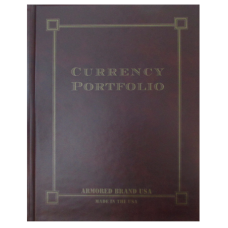 CURRENCY
PORTFOLIO
ARMORED BRAND USA
MADE IN THE USA